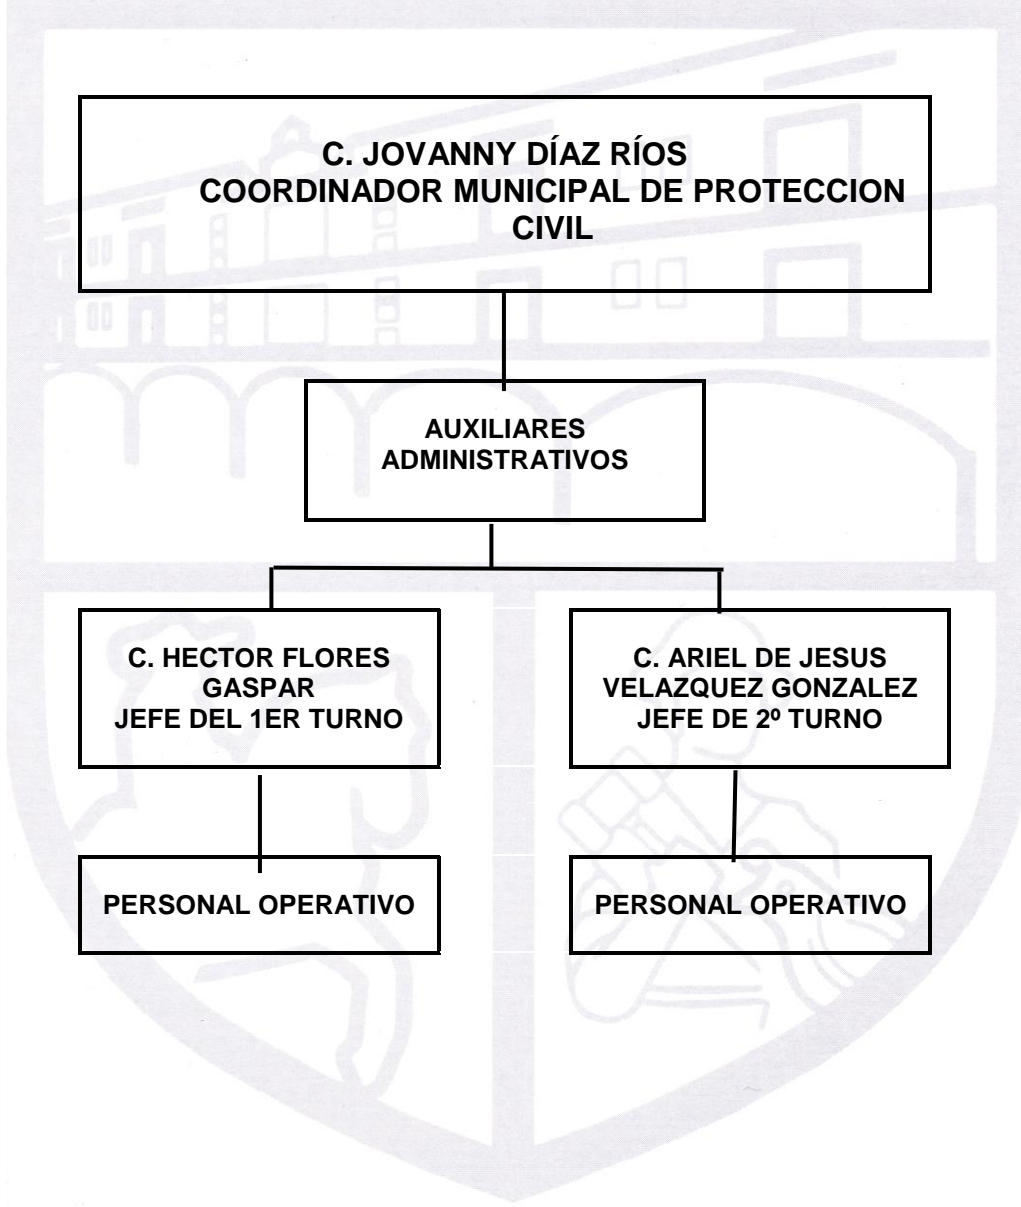 C. JOVANNY DÍAZ RÍOS
COORDINADOR MUNICIPAL DE PROTECCION
CIVIL
AUXILIARES
ADMINISTRATIVOS
C. HECTOR FLORES
GASPAR
JEFE DEL 1ER TURNO
C. ARIEL DE JESUS
VELAZQUEZ GONZALEZ
JEFE DE 2º TURNO
PERSONAL OPERATIVO
PERSONAL OPERATIVO